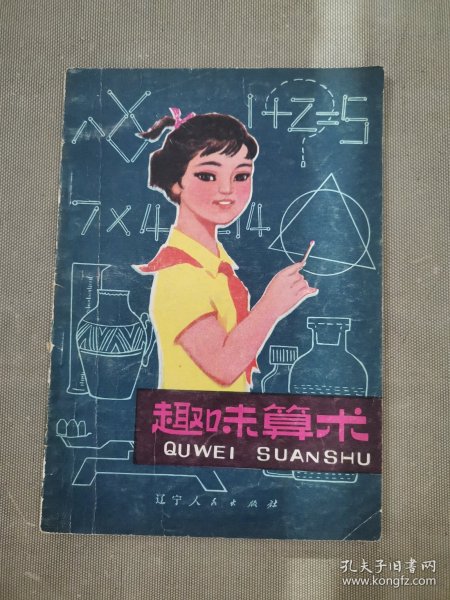 1+2=5
7×4=14
趣味算术
QUWEI SUANSHU
辽宁人民出版社
孔夫子旧书网
www.kongfz.com